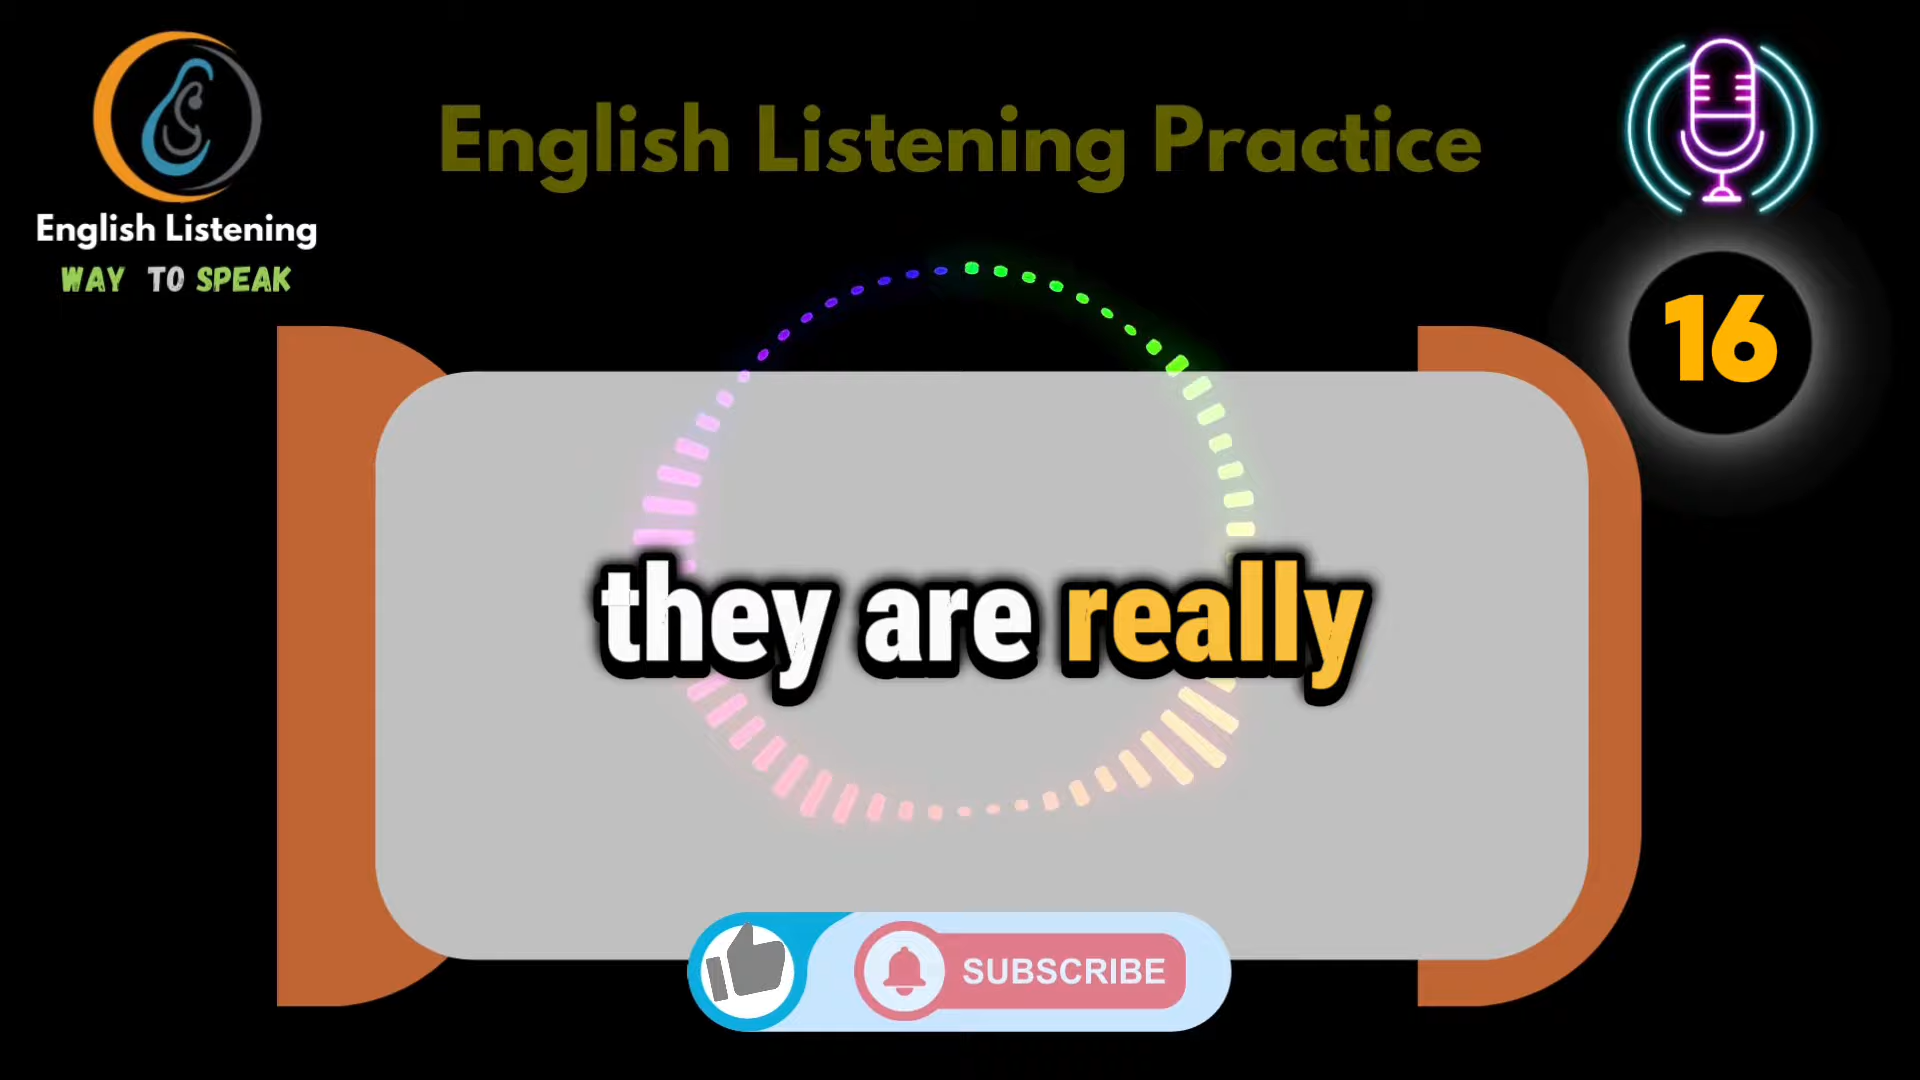 English Listening Practice
English Listening
WAY TO SPEAK
16
they are really
SUBSCRIBE